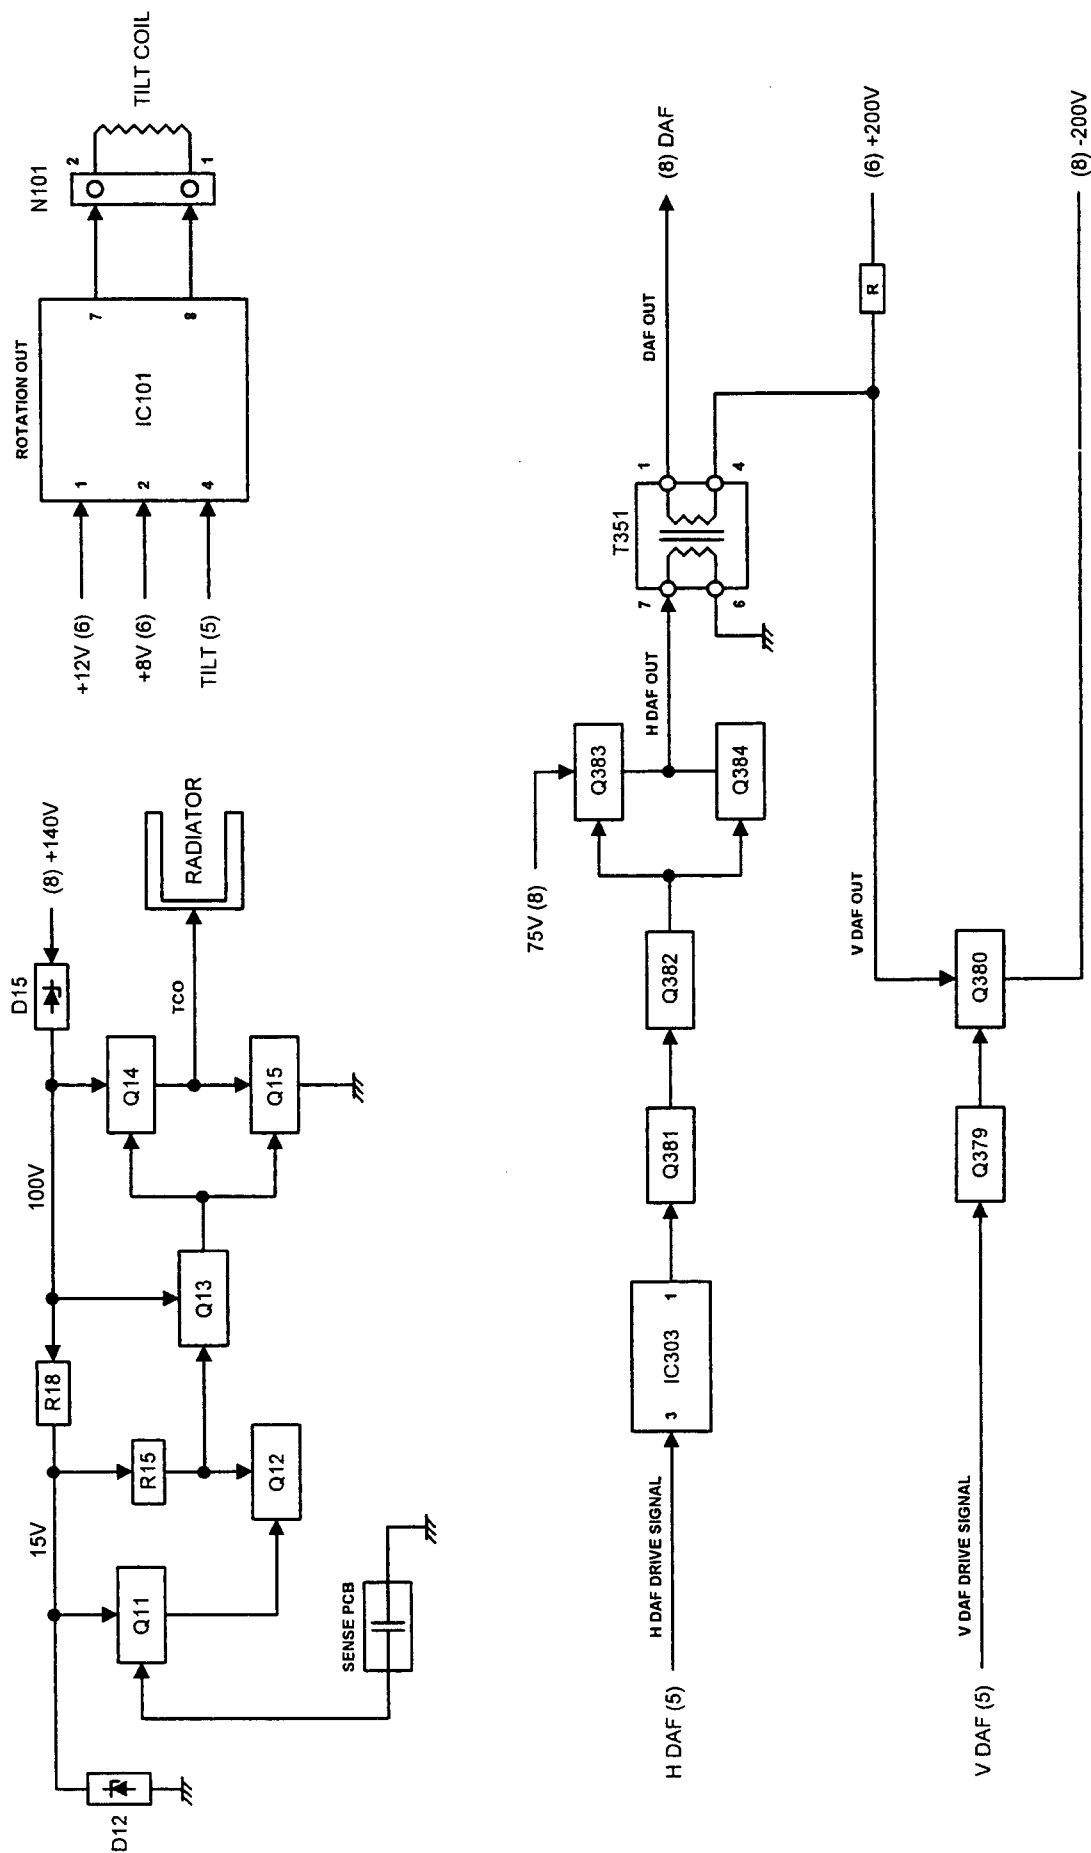 D12
15V
Q11
SENSE PCB
R15
Q12
R18
Q13
100V
Q14
Q15
D15
(8) +140V
TCO
RADIATOR
ROTATION OUT
+12V (6)
+8V (6)
TILT (5)
1
2
4
IC101
7
8
N101
2
1
TILT COIL
H DAF (5)
H DAF DRIVE SIGNAL
3
IC303
1
Q381
Q382
75V (8)
Q383
Q384
H DAF OUT
T351
7
6
1
4
DAF OUT
(8) DAF
R
(6) +200V
V DAF OUT
V DAF (5)
V DAF DRIVE SIGNAL
Q379
Q380
(8) -200V